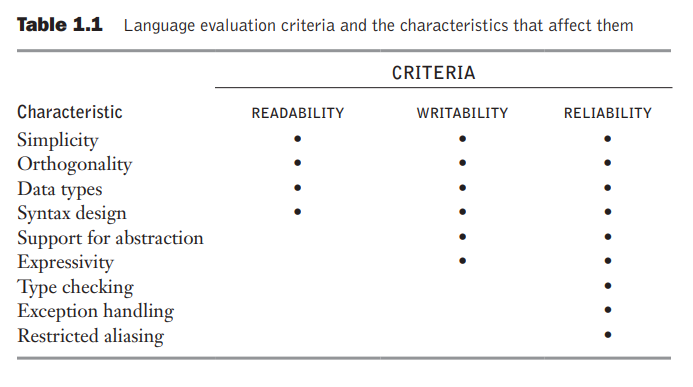 Table 1.1 Language evaluation criteria and the characteristics that affect them
CRITERIA
Characteristic READABILITY WRITABILITY RELIABILITY
Simplicity • • •
Orthogonality • • •
Data types • • •
Syntax design • • •
Support for abstraction • •
Expressivity • •
Type checking •
Exception handling •
Restricted aliasing •